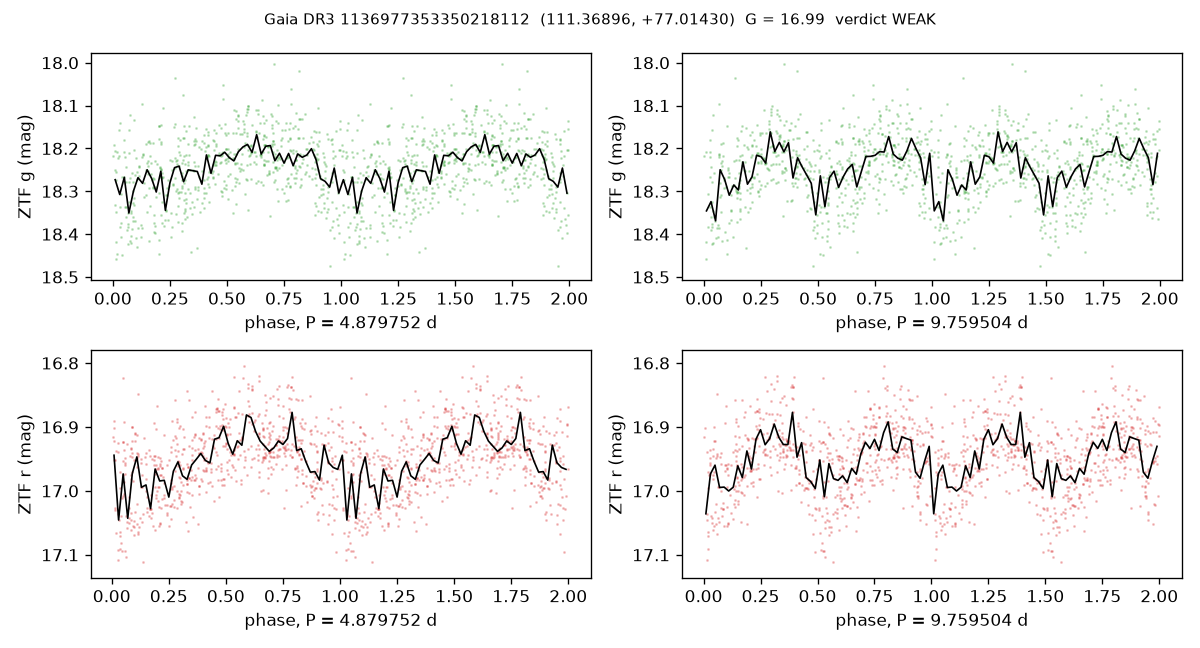 Gaia DR3 1136977353350218112 (111.36896, +77.01430) G = 16.99 verdict WEAK
ZTF g (mag)
18.0
18.1
18.2
18.3
18.4
18.5
0.00 0.25 0.50 0.75 1.00 1.25 1.50 1.75 2.00
phase, P = 4.879752 d
ZTF g (mag)
18.0
18.1
18.2
18.3
18.4
18.5
0.00 0.25 0.50 0.75 1.00 1.25 1.50 1.75 2.00
phase, P = 9.759504 d
ZTF r (mag)
16.8
16.9
17.0
17.1
0.00 0.25 0.50 0.75 1.00 1.25 1.50 1.75 2.00
phase, P = 4.879752 d
ZTF r (mag)
16.8
16.9
17.0
17.1
0.00 0.25 0.50 0.75 1.00 1.25 1.50 1.75 2.00
phase, P = 9.759504 d